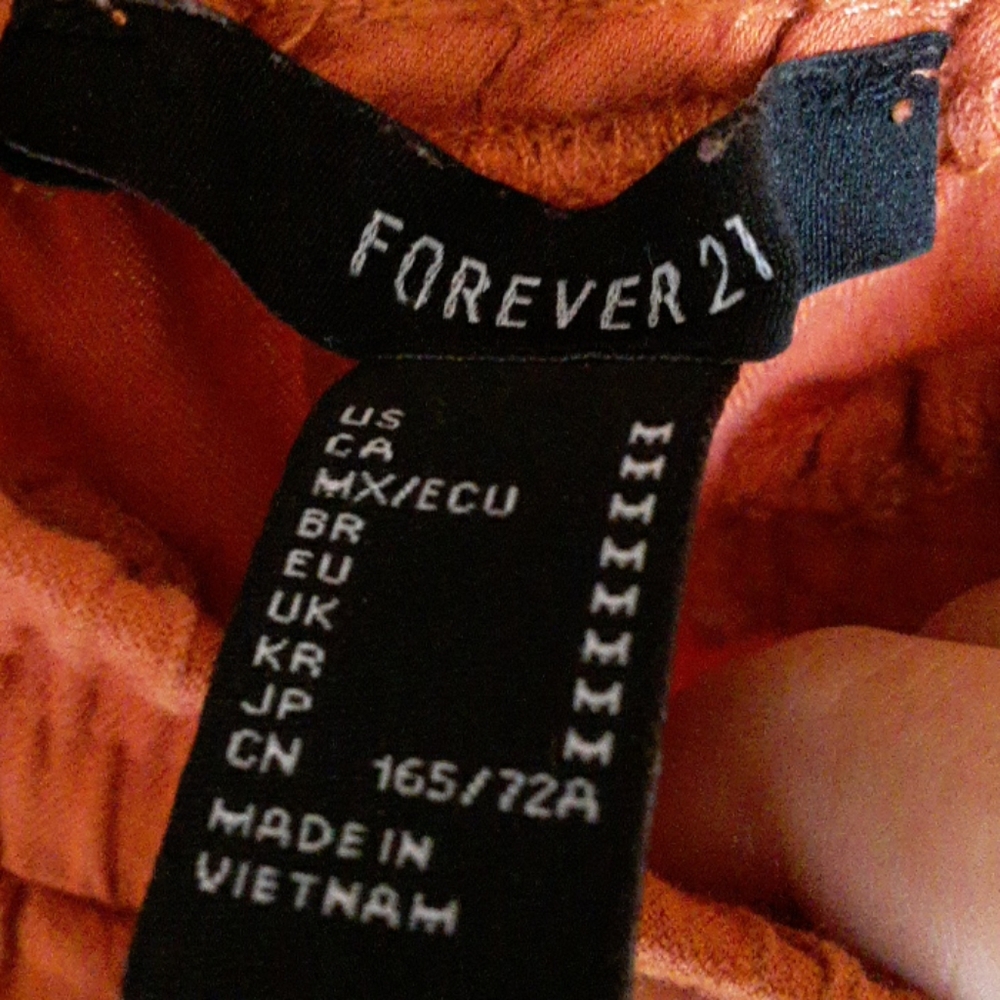 FOREVER 21
US M
CA M
MX/ECU M
BR M
EU M
UK M
KR M
JP M
CN 165/72A
MADE IN
VIETNAM